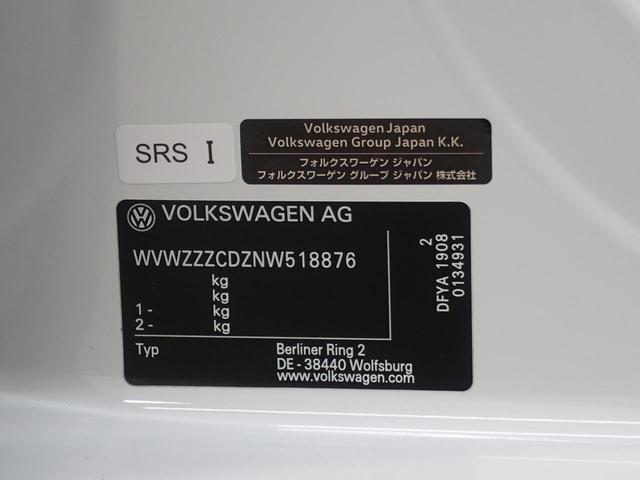 SRS I
Volkswagen Japan
Volkswagen Group Japan K.K.
フォルクスワーゲン ジャパン
フォルクスワーゲン グループ ジャパン 株式会社
VOLKSWAGEN AG
WVWZZZCDZNW518876
kg
kg
1 - kg
2 - kg
Typ
Berliner Ring 2
DE - 38440 Wolfsburg
www.volkswagen.com
2
DFYA 1908
0134931